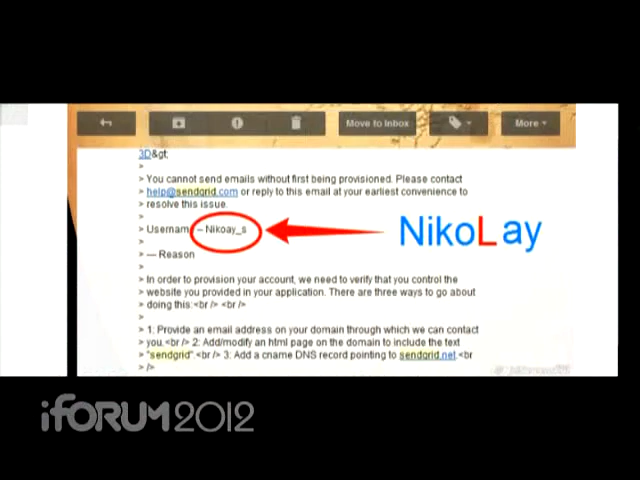 Move to Inbox
More
3D&gt;
>
> You cannot send emails without first being provisioned. Please contact
> help@sendgrid.com or reply to this email at your earliest convenience to
> resolve this issue.
>
> Usernam – Nikoay_s
>
> — Reason
>
> In order to provision your account, we need to verify that you control the
> website you provided in your application. There are three ways to go about
> doing this:<br /> <br />
>
> 1: Provide an email address on your domain through which we can contact
> you.<br /> 2: Add/modify an html page on the domain to include the text
> "sendgrid".<br /> 3: Add a cname DNS record pointing to sendgrid.net.<br
> />
NikoLay
iFORUM2012